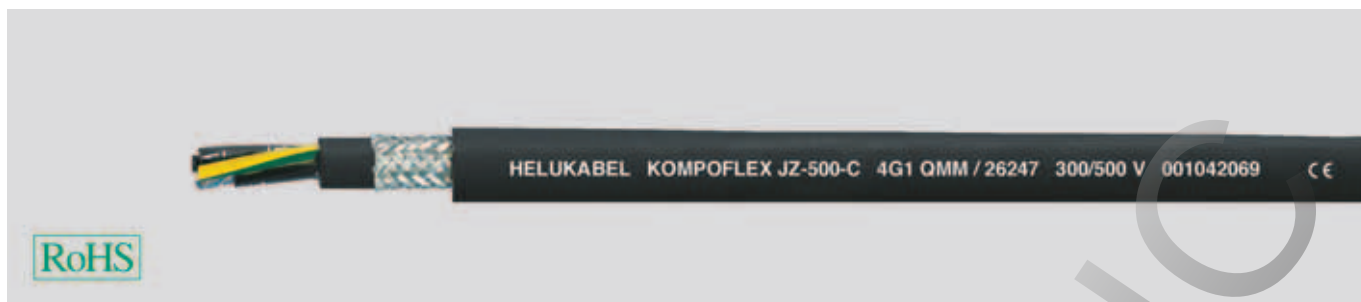 HELUKABEL KOMPOFLEX JZ-500-C 4G1 QMM / 26247 300/500 V 001042069 CE
RoHS